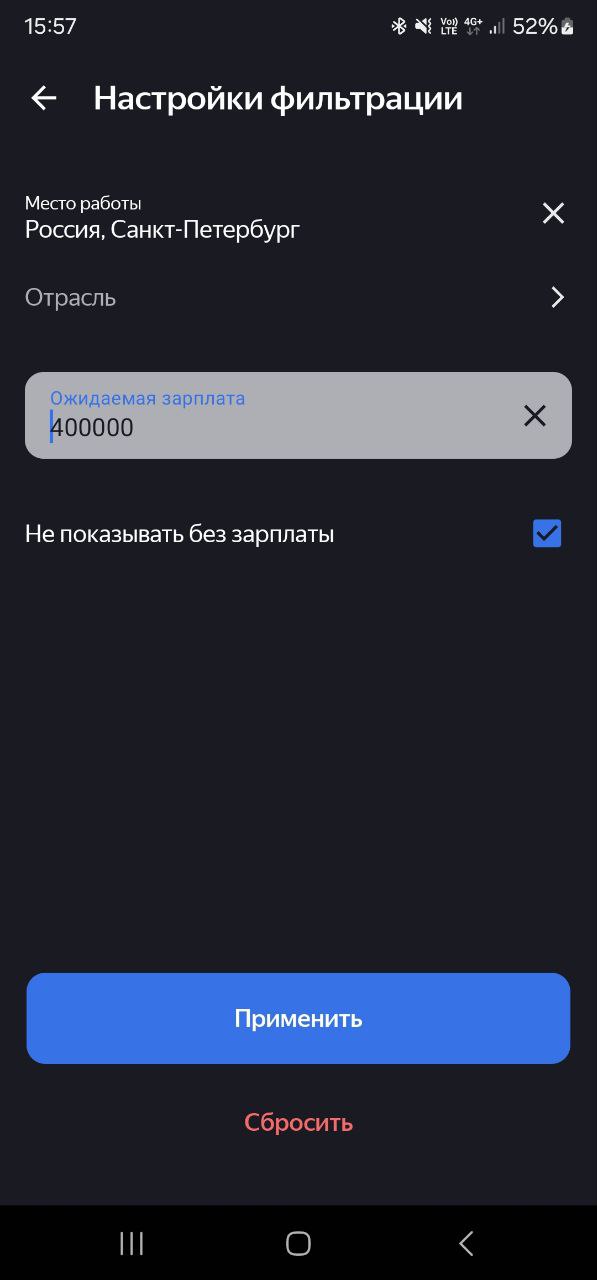 15:57
Vo)) LTE 4G+ 52%
Настройки фильтрации
Место работы
Россия, Санкт-Петербург
Отрасль
Ожидаемая зарплата
400000
Не показывать без зарплаты
Применить
Сбросить